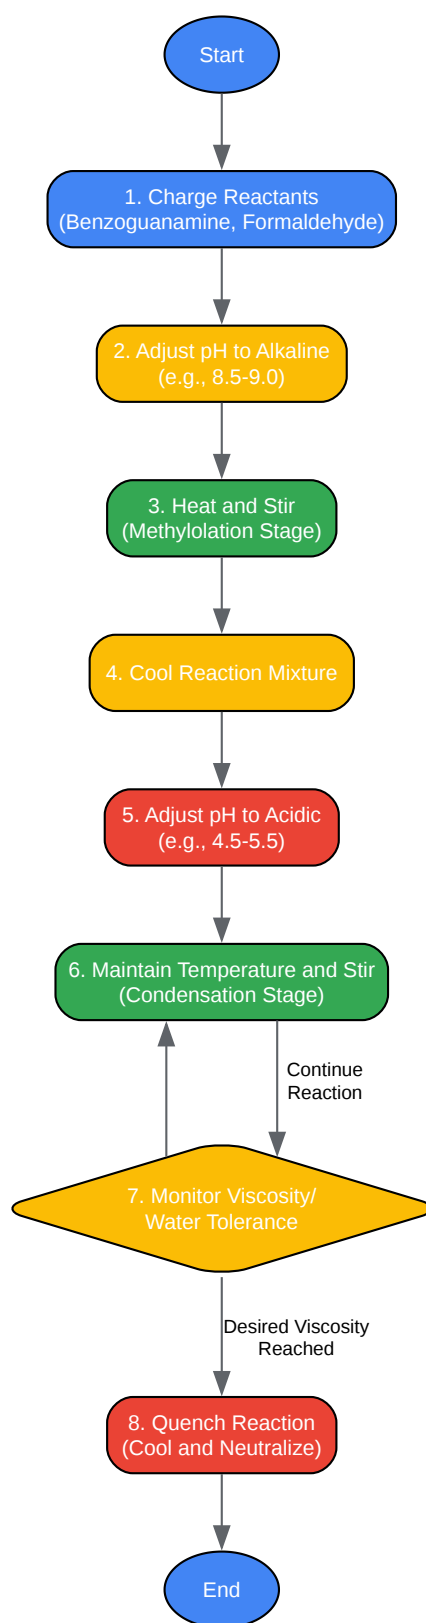 Start
1. Charge Reactants
(Benzoguanamine, Formaldehyde)
2. Adjust pH to Alkaline
(e.g., 8.5-9.0)
3. Heat and Stir
(Methylolation Stage)
4. Cool Reaction Mixture
5. Adjust pH to Acidic
(e.g., 4.5-5.5)
6. Maintain Temperature and Stir
(Condensation Stage)
Continue
Reaction
7. Monitor Viscosity/
Water Tolerance
Desired Viscosity
Reached
8. Quench Reaction
(Cool and Neutralize)
End